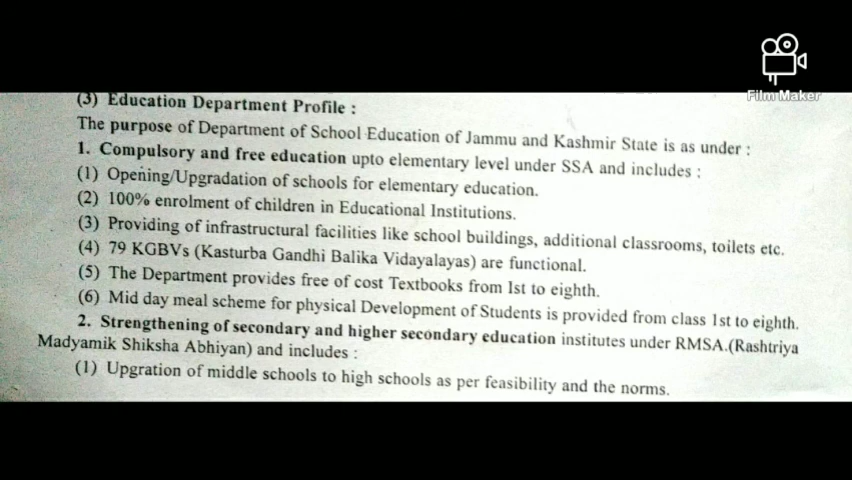 Film Maker
(3) Education Department Profile :
The purpose of Department of School Education of Jammu and Kashmir State is as under :
1. Compulsory and free education upto elementary level under SSA and includes :
(1) Opening/Upgradation of schools for elementary education.
(2) 100% enrolment of children in Educational Institutions.
(3) Providing of infrastructural facilities like school buildings, additional classrooms, toilets etc.
(4) 79 KGBVs (Kasturba Gandhi Balika Vidayalayas) are functional.
(5) The Department provides free of cost Textbooks from Ist to eighth.
(6) Mid day meal scheme for physical Development of Students is provided from class 1st to eighth.
2. Strengthening of secondary and higher secondary education institutes under RMSA.(Rashtriya
Madyamik Shiksha Abhiyan) and includes :
(1) Upgration of middle schools to high schools as per feasibility and the norms.